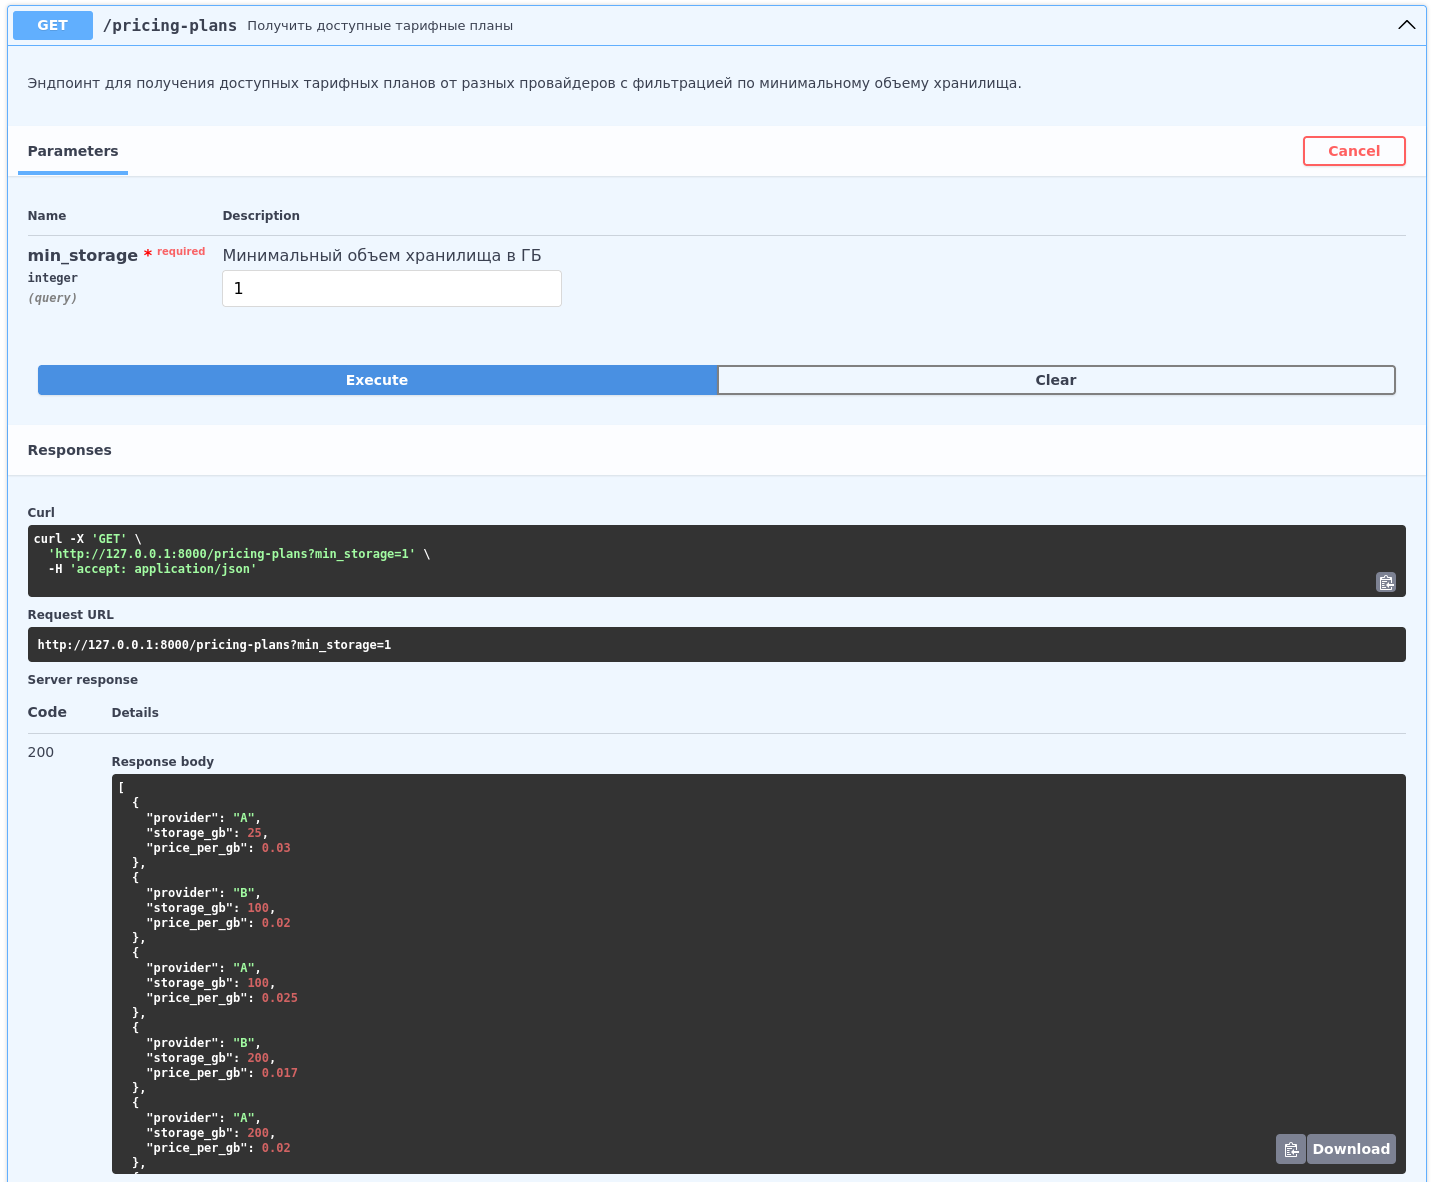 GET /pricing-plans Получить доступные тарифные планы
Эндпоинт для получения доступных тарифных планов от разных провайдеров с фильтрацией по минимальному объему хранилища.
Parameters
Cancel
Name Description
min_storage * required
integer
(query)
Минимальный объем хранилища в ГБ
1
Execute
Clear
Responses
Curl
curl -X 'GET' \
  'http://127.0.0.1:8000/pricing-plans?min_storage=1' \
  -H 'accept: application/json'
Request URL
http://127.0.0.1:8000/pricing-plans?min_storage=1
Server response
Code Details
200
Response body
[
  {
    "provider": "A",
    "storage_gb": 25,
    "price_per_gb": 0.03
  },
  {
    "provider": "B",
    "storage_gb": 100,
    "price_per_gb": 0.02
  },
  {
    "provider": "A",
    "storage_gb": 100,
    "price_per_gb": 0.025
  },
  {
    "provider": "B",
    "storage_gb": 200,
    "price_per_gb": 0.017
  },
  {
    "provider": "A",
    "storage_gb": 200,
    "price_per_gb": 0.02
  },
Download